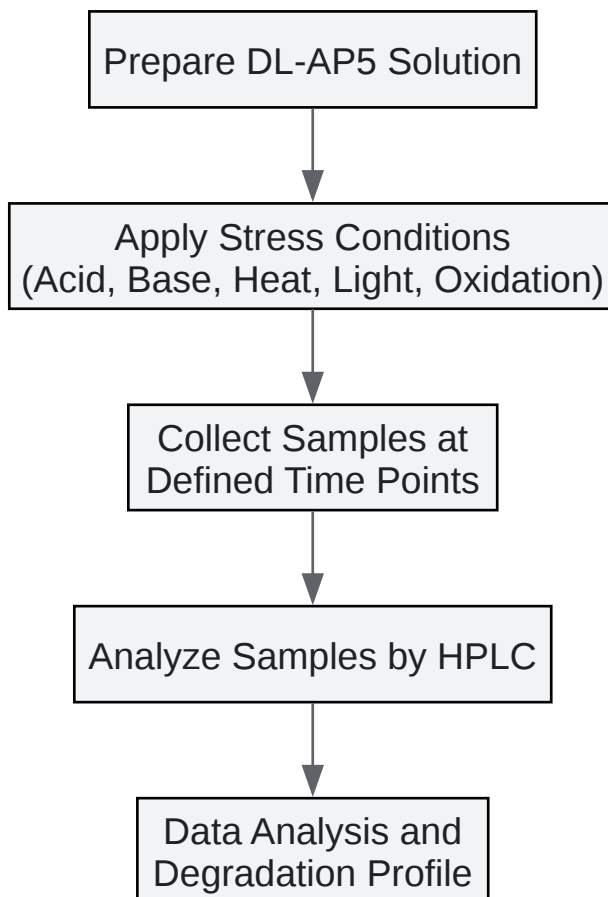 Prepare DL-AP5 Solution
Apply Stress Conditions
(Acid, Base, Heat, Light, Oxidation)
Collect Samples at
Defined Time Points
Analyze Samples by HPLC
Data Analysis and
Degradation Profile